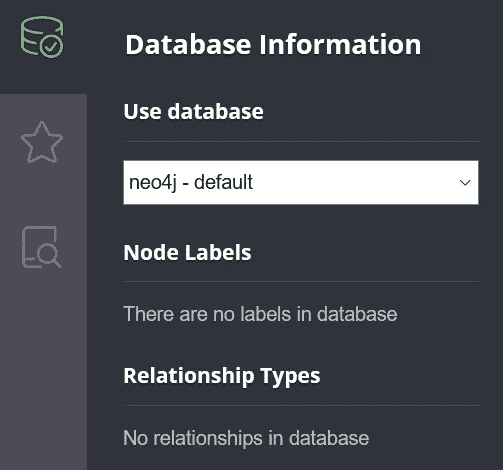 Database Information
Use database
neo4j - default
Node Labels
There are no labels in database
Relationship Types
No relationships in database